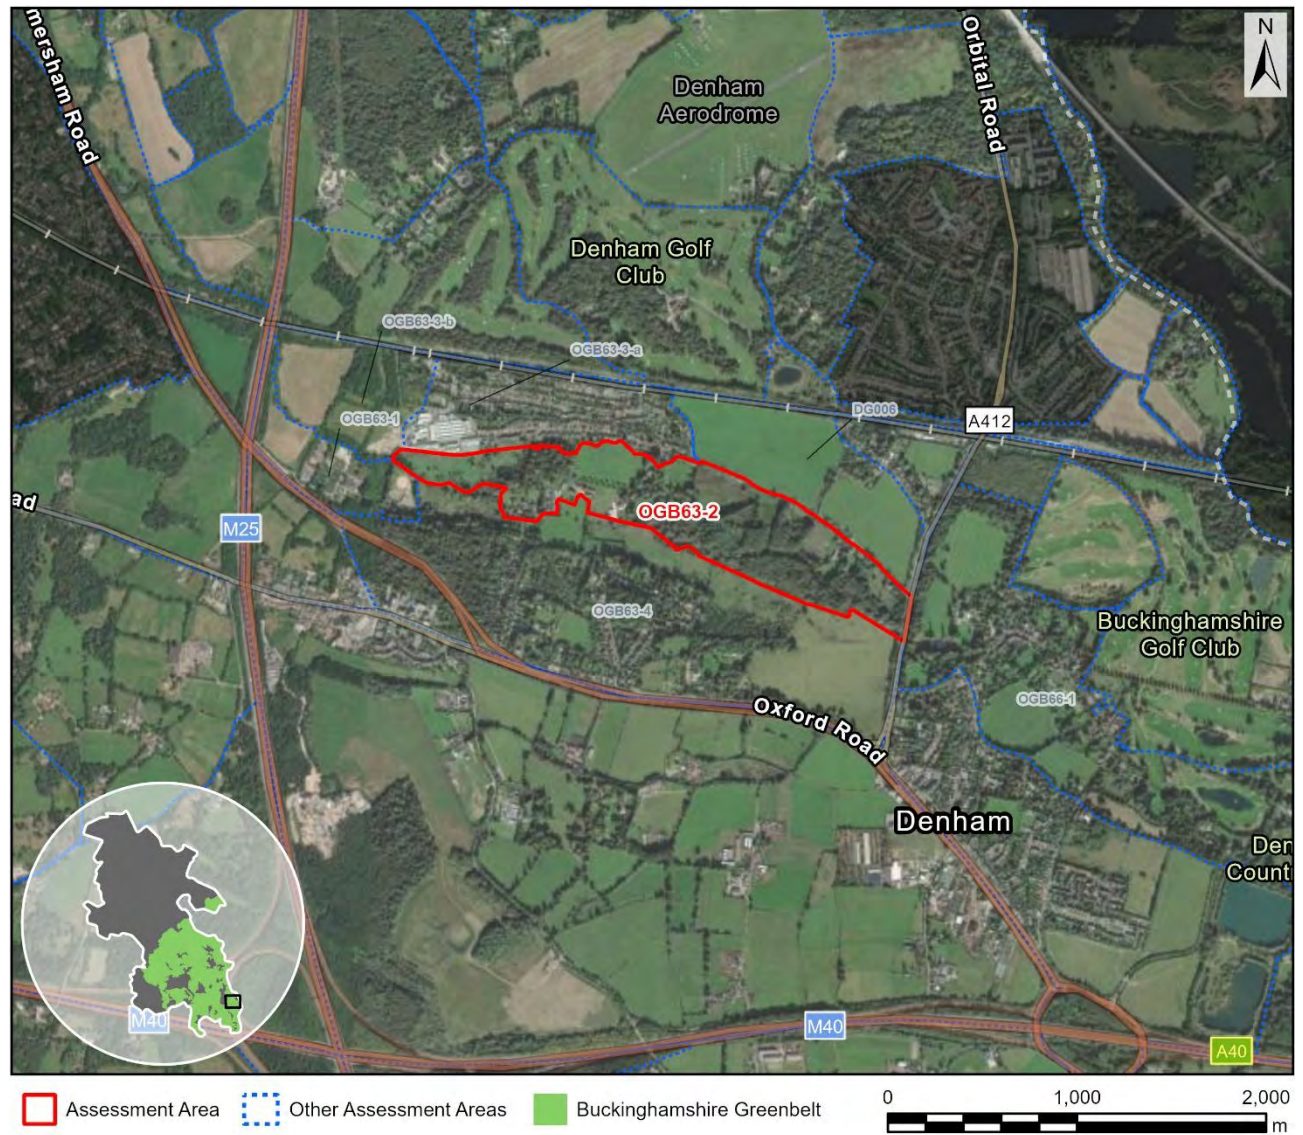 N
mersham Road
Orbital Road
Denham
Aerodrome
Denham Golf
Club
OGB63-3-b
OGB63-3-a
OGB63-1
DG006
A412
ad
OGB63-2
M25
OGB63-4
Buckinghamshire
Golf Club
OGB66-1
Oxford Road
Denham
Den
Count
M40
M40
A40
Assessment Area
Other Assessment Areas
Buckinghamshire Greenbelt
0
1,000
2,000
m